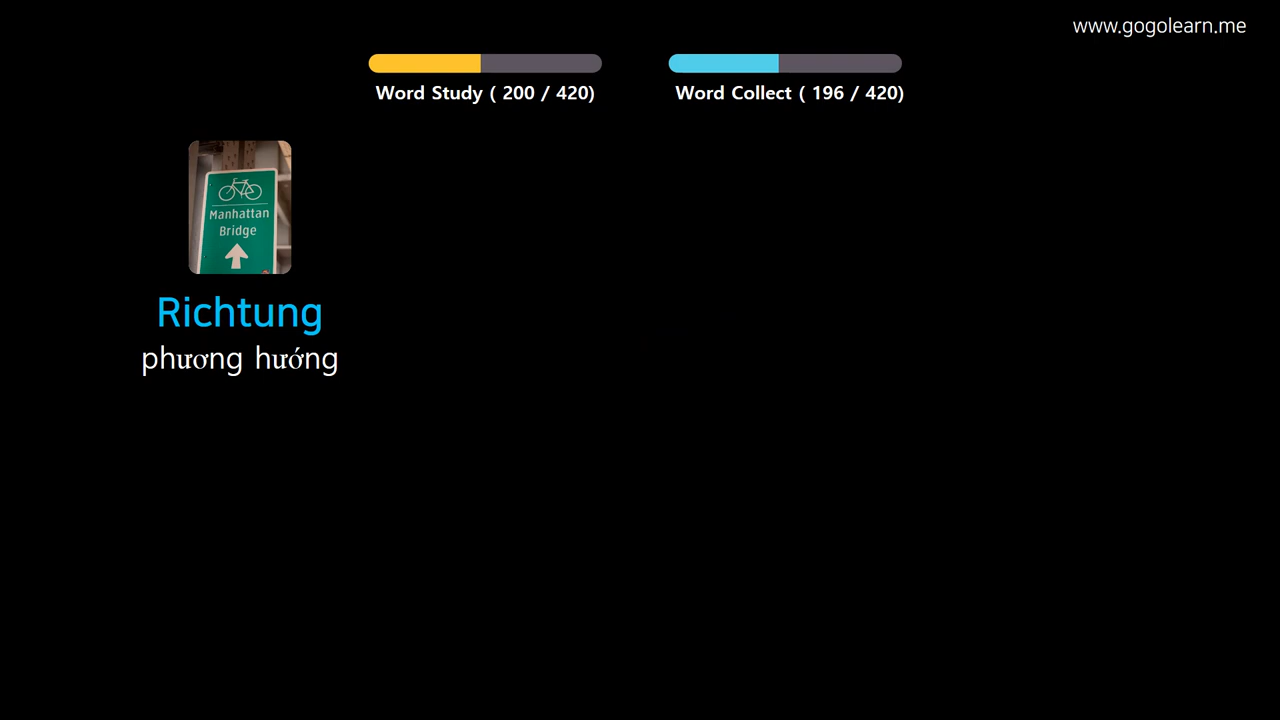 www.gogolearn.me
Word Study ( 200 / 420)
Word Collect ( 196 / 420)
Manhattan
Bridge
Richtung
phương hướng